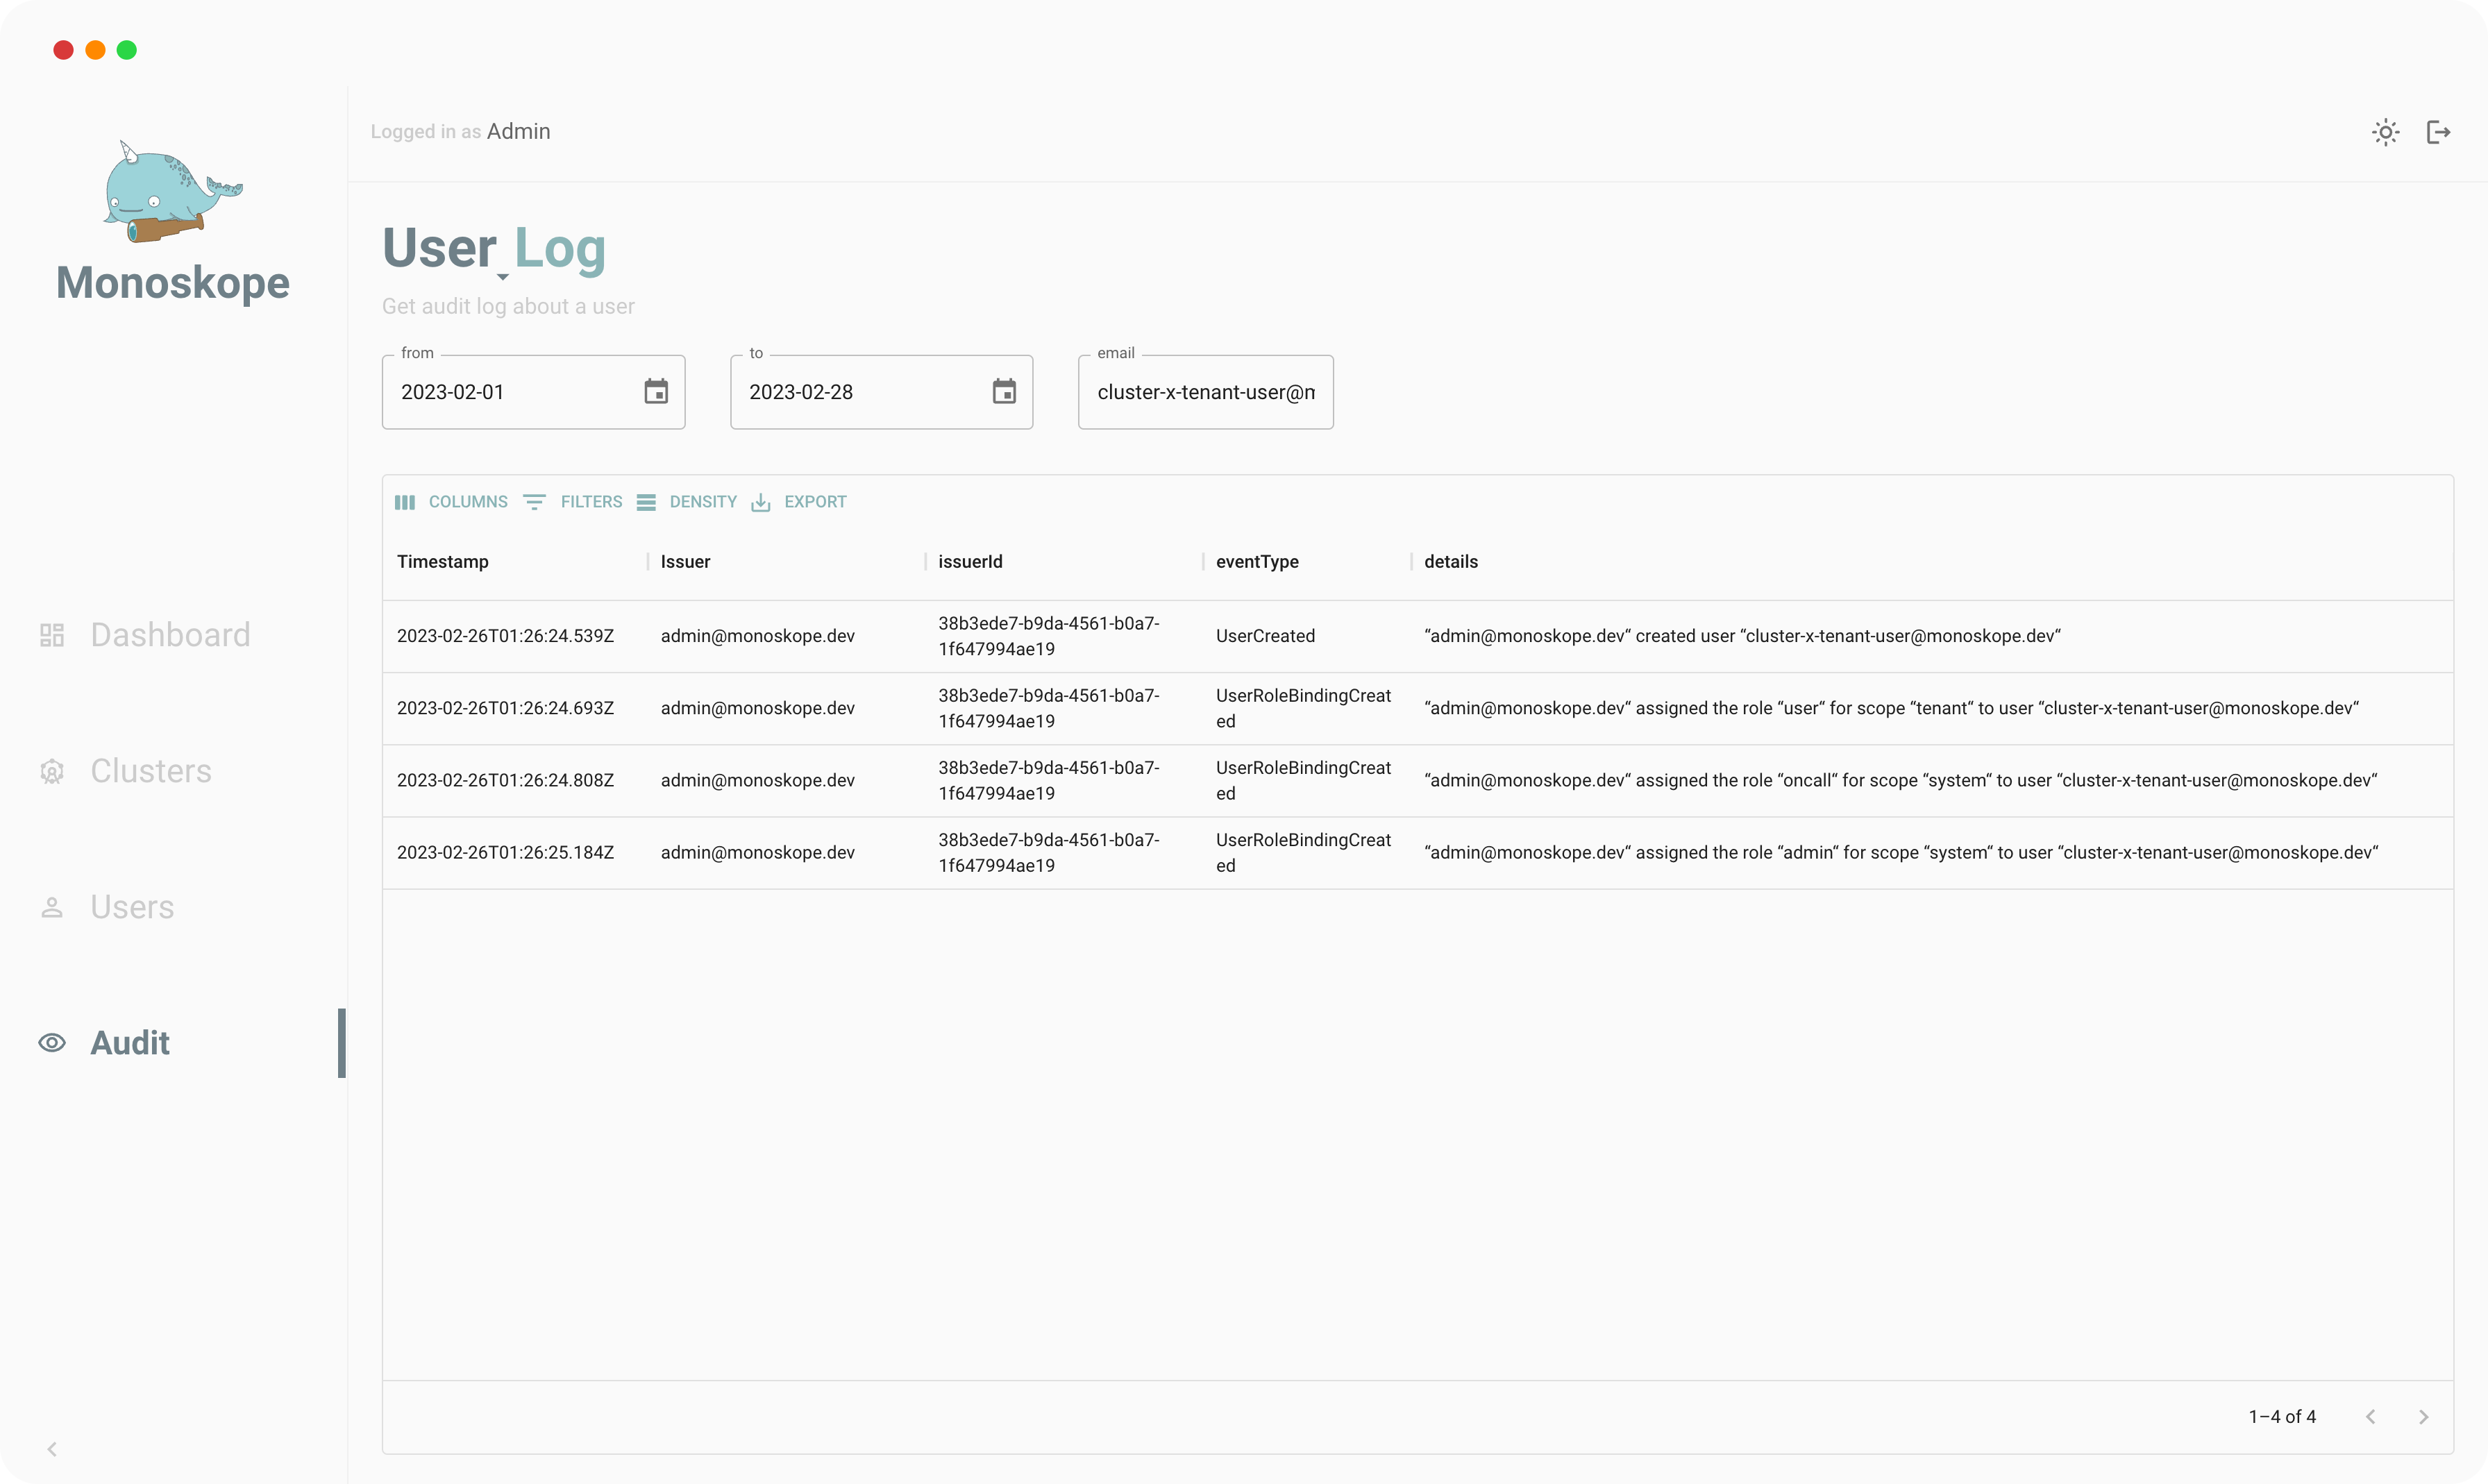 Monoskope
Dashboard
Clusters
Users
Audit
Logged in as Admin
User Log
Get audit log about a user
from
2023-02-01
to
2023-02-28
email
cluster-x-tenant-user@m
COLUMNS FILTERS DENSITY EXPORT
Timestamp Issuer issuerId eventType details
2023-02-26T01:26:24.539Z admin@monoskope.dev 38b3ede7-b9da-4561-b0a7-
1f647994ae19 UserCreated “admin@monoskope.dev“ created user “cluster-x-tenant-user@monoskope.dev“
2023-02-26T01:26:24.693Z admin@monoskope.dev 38b3ede7-b9da-4561-b0a7-
1f647994ae19 UserRoleBindingCreat
ed “admin@monoskope.dev“ assigned the role “user“ for scope “tenant“ to user “cluster-x-tenant-user@monoskope.dev“
2023-02-26T01:26:24.808Z admin@monoskope.dev 38b3ede7-b9da-4561-b0a7-
1f647994ae19 UserRoleBindingCreat
ed “admin@monoskope.dev“ assigned the role “oncall“ for scope “system“ to user “cluster-x-tenant-user@monoskope.dev“
2023-02-26T01:26:25.184Z admin@monoskope.dev 38b3ede7-b9da-4561-b0a7-
1f647994ae19 UserRoleBindingCreat
ed “admin@monoskope.dev“ assigned the role “admin“ for scope “system“ to user “cluster-x-tenant-user@monoskope.dev“
1–4 of 4